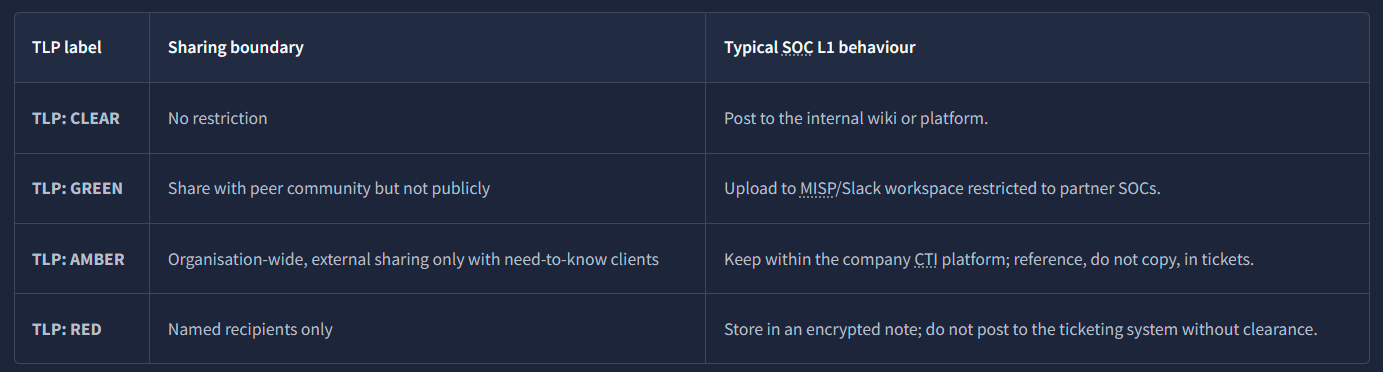 TLP label Sharing boundary Typical SOC L1 behaviour
TLP: CLEAR No restriction Post to the internal wiki or platform.
TLP: GREEN Share with peer community but not publicly Upload to MISP/Slack workspace restricted to partner SOCs.
TLP: AMBER Organisation-wide, external sharing only with need-to-know clients Keep within the company CTI platform; reference, do not copy, in tickets.
TLP: RED Named recipients only Store in an encrypted note; do not post to the ticketing system without clearance.